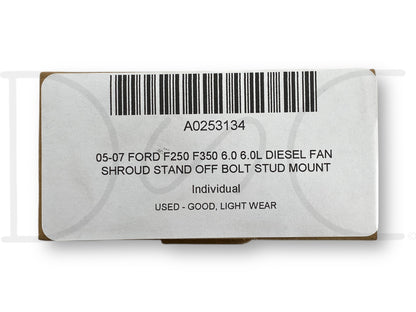 A0253134
05-07 FORD F250 F350 6.0 6.0L DIESEL FAN
SHROUD STAND OFF BOLT STUD MOUNT
Individual
USED - GOOD, LIGHT WEAR